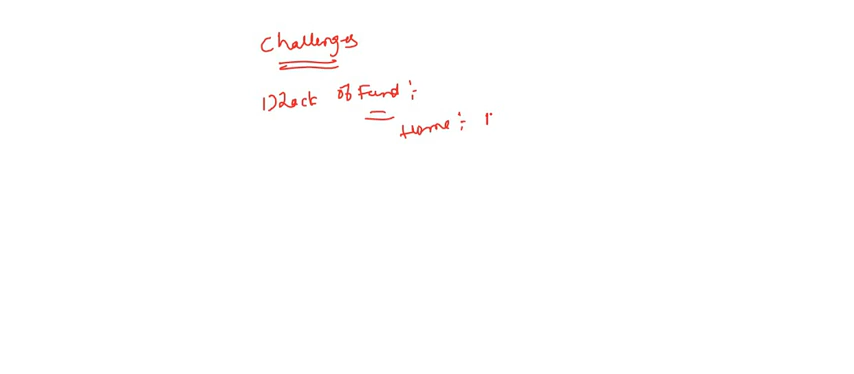 Challenges
1) Lack of Fund :-
Home :-